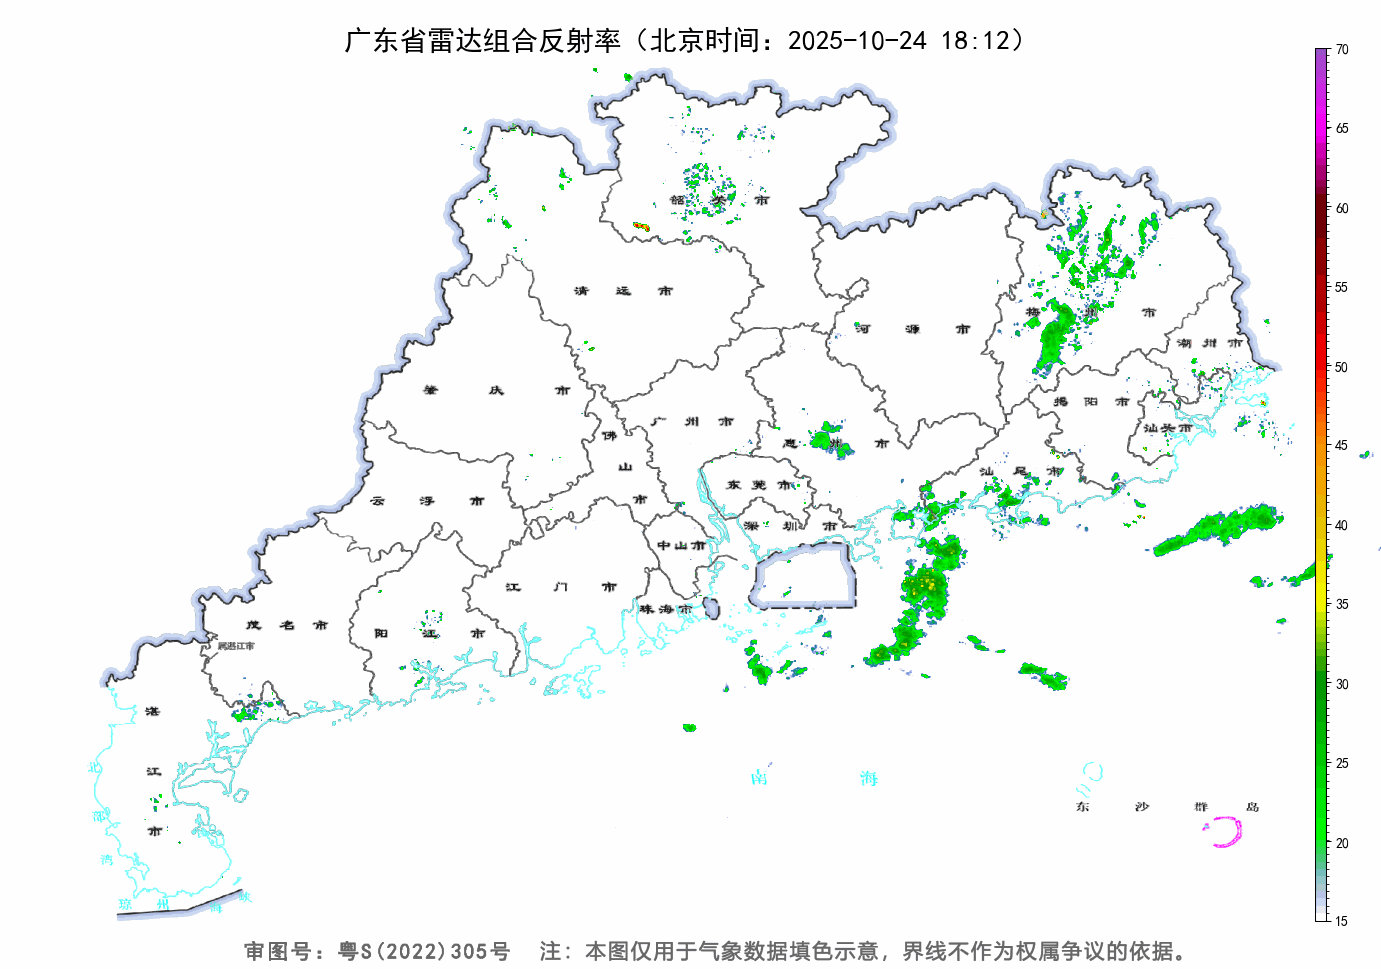 广东省雷达组合反射率（北京时间：2025-10-24 18:12）
70
65
60
55
50
45
40
35
30
25
20
15
韶关市
清远市
河源市
梅州市
潮州市
肇庆市
广州市
惠州市
揭阳市
汕头市
佛山市
东莞市
汕尾市
云浮市
深圳市
中山市
江门市
珠海市
茂名市
属湛江市
阳江市
湛江市
北部湾
琼州海峡
南海
东沙群岛
审图号：粤S(2022)305号 注：本图仅用于气象数据填色示意，界线不作为权属争议的依据。